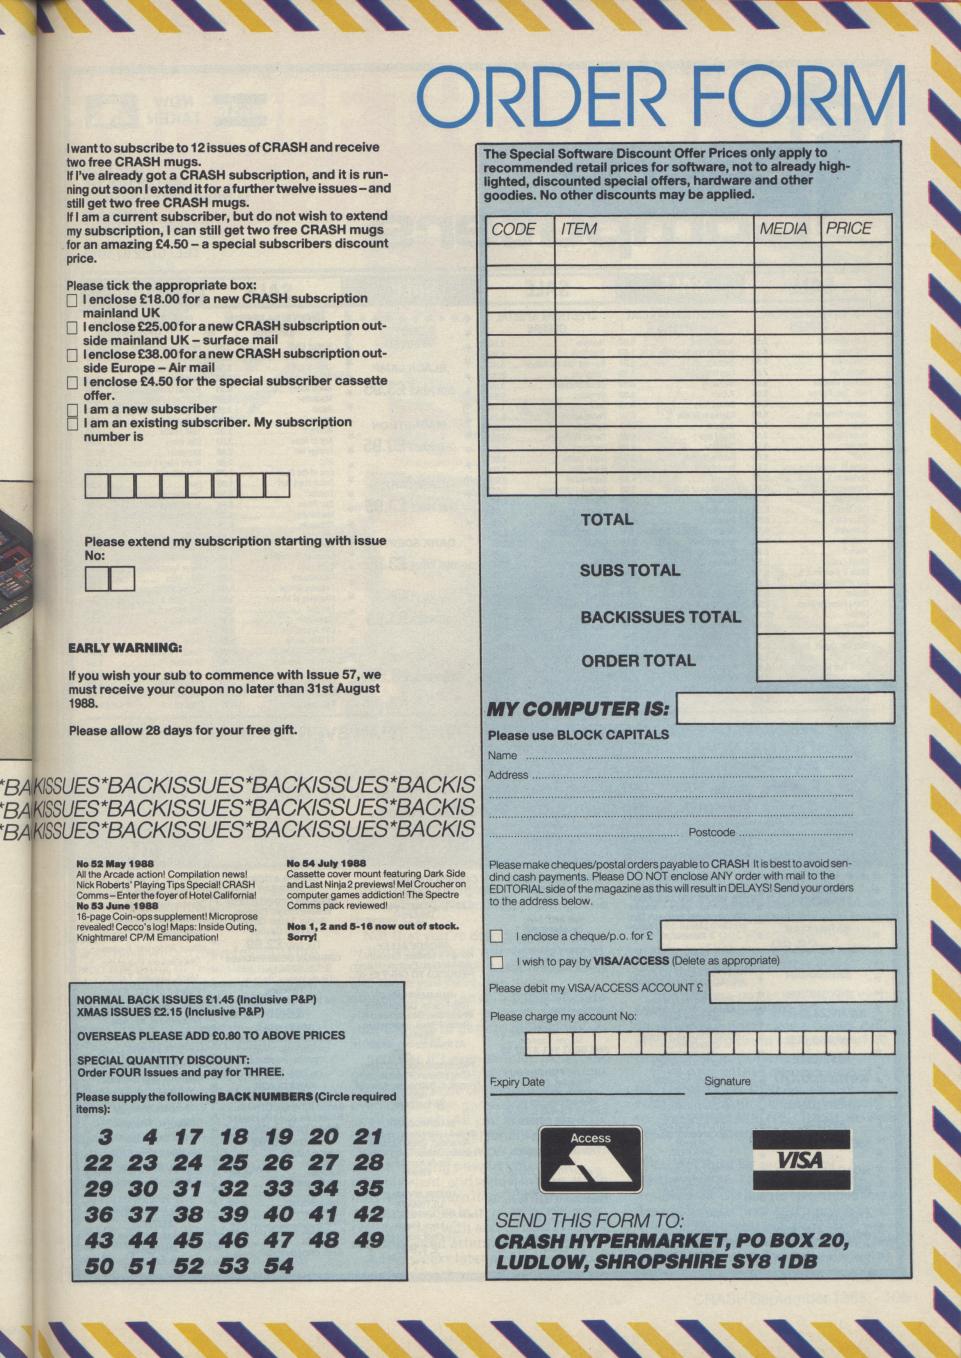 ORDER FORM
I want to subscribe to 12 issues of CRASH and receive
two free CRASH mugs.
If I've already got a CRASH subscription, and it is run-
ning out soon I extend it for a further twelve issues – and
still get two free CRASH mugs.
If I am a current subscriber, but do not wish to extend
my subscription, I can still get two free CRASH mugs
for an amazing £4.50 – a special subscribers discount
price.
Please tick the appropriate box:
I enclose £18.00 for a new CRASH subscription
mainland UK
I enclose £25.00 for a new CRASH subscription out-
side mainland UK – surface mail
I enclose £38.00 for a new CRASH subscription out-
side Europe – Air mail
I enclose £4.50 for the special subscriber cassette
offer.
I am a new subscriber
I am an existing subscriber. My subscription
number is
Please extend my subscription starting with issue
No:
EARLY WARNING:
If you wish your sub to commence with Issue 57, we
must receive your coupon no later than 31st August
1988.
Please allow 28 days for your free gift.
*BACKISSUES*BACKISSUES*BACKISSUES*BACKIS
*BACKISSUES*BACKISSUES*BACKISSUES*BACKIS
*BACKISSUES*BACKISSUES*BACKISSUES*BACKIS
No 52 May 1988
All the Arcade action! Compilation news!
Nick Roberts' Playing Tips Special! CRASH
Comms – Enter the foyer of Hotel California!
No 53 June 1988
16-page Coin-ops supplement! Microprose
revealed! Cecco's log! Maps: Inside Outing,
Knightmare! CP/M Emancipation!
No 54 July 1988
Cassette cover mount featuring Dark Side
and Last Ninja 2 previews! Mel Croucher on
computer games addiction! The Spectre
Comms pack reviewed!
Nos 1, 2 and 5-16 now out of stock.
Sorry!
NORMAL BACK ISSUES £1.45 (Inclusive P&P)
XMAS ISSUES £2.15 (Inclusive P&P)
OVERSEAS PLEASE ADD £0.80 TO ABOVE PRICES
SPECIAL QUANTITY DISCOUNT:
Order FOUR Issues and pay for THREE.
Please supply the following BACK NUMBERS (Circle required
items):
3 4 17 18 19 20 21
22 23 24 25 26 27 28
29 30 31 32 33 34 35
36 37 38 39 40 41 42
43 44 45 46 47 48 49
50 51 52 53 54
The Special Software Discount Offer Prices only apply to
recommended retail prices for software, not to already high-
lighted, discounted special offers, hardware and other
goodies. No other discounts may be applied.
CODE ITEM MEDIA PRICE
TOTAL
SUBS TOTAL
BACKISSUES TOTAL
ORDER TOTAL
MY COMPUTER IS:
Please use BLOCK CAPITALS
Name
Address
Postcode
Please make cheques/postal orders payable to CRASH It is best to avoid sen-
dind cash payments. Please DO NOT enclose ANY order with mail to the
EDITORIAL side of the magazine as this will result in DELAYS! Send your orders
to the address below.
I enclose a cheque/p.o. for £
I wish to pay by VISA/ACCESS (Delete as appropriate)
Please debit my VISA/ACCESS ACCOUNT £
Please charge my account No:
Expiry Date Signature
Access
VISA
SEND THIS FORM TO:
CRASH HYPERMARKET, PO BOX 20,
LUDLOW, SHROPSHIRE SY8 1DB